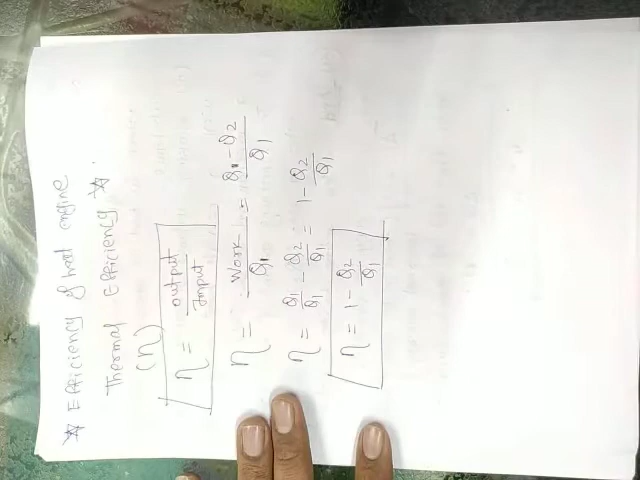 ☆ Efficiency of heat engine
Thermal Efficiency ☆.
(η)
η = output / Input
η = Work / Q1 = Q1 - Q2 / Q1
η = Q1 / Q1 - Q2 / Q1 = 1 - Q2 / Q1
η = 1 - Q2 / Q1